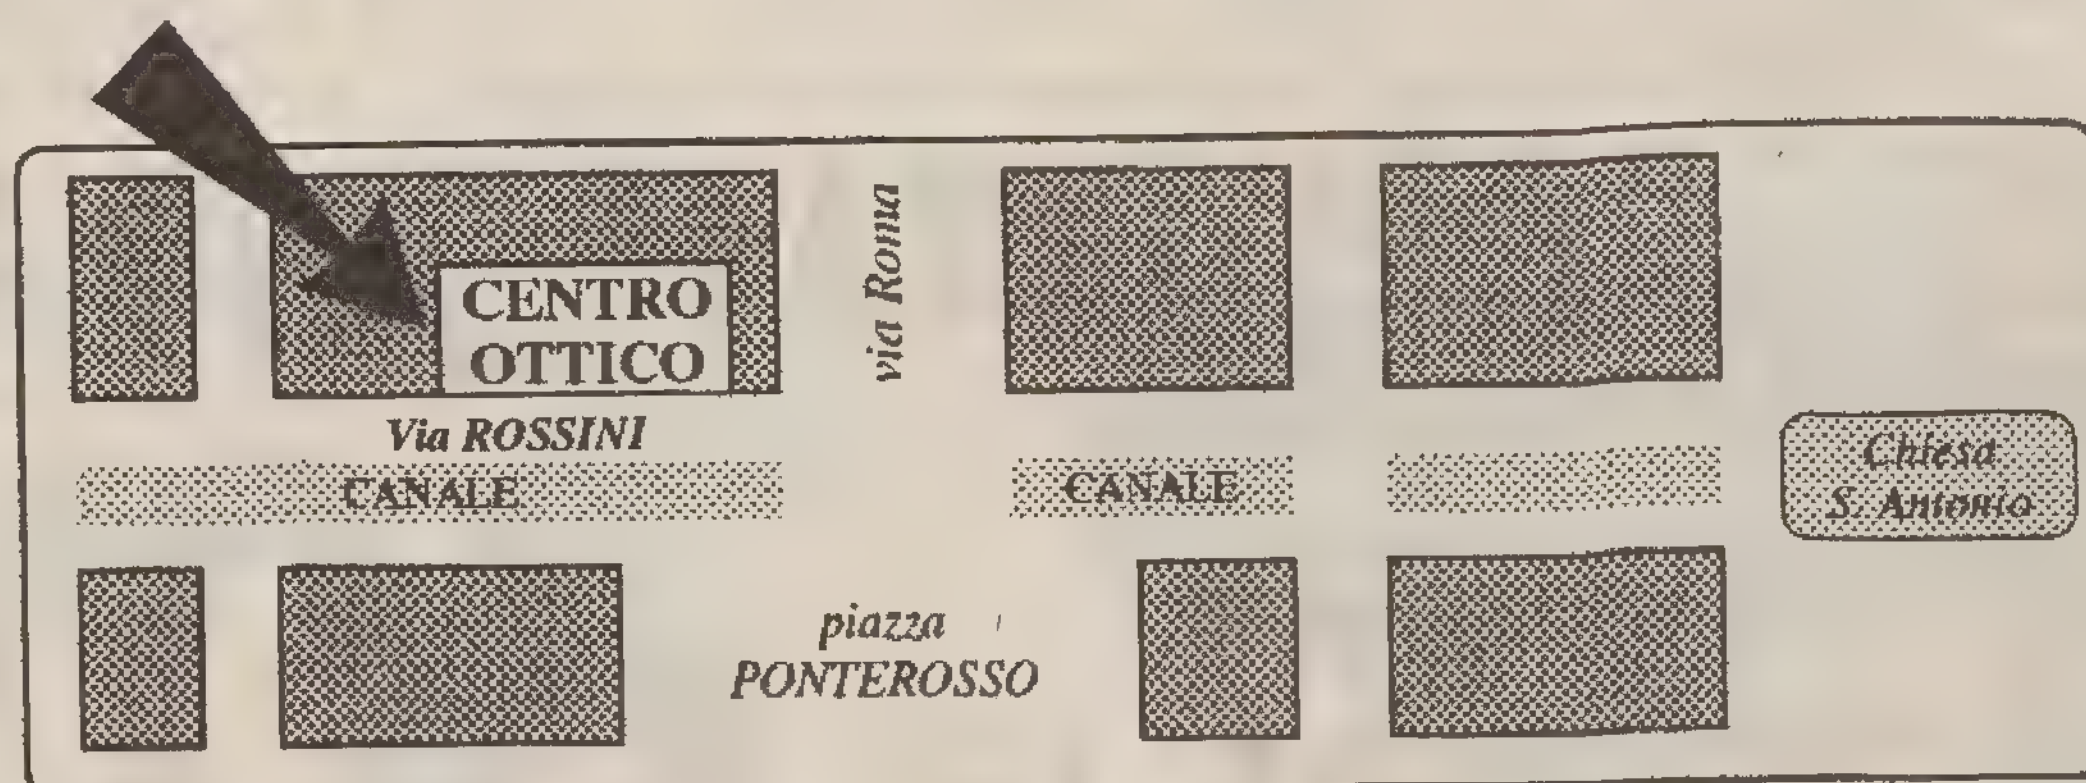 via Roma
CENTRO
OTTICO
Via ROSSINI
CANALE
CANALE
Chiesa
S. Antonio
piazza
PONTEROSSO